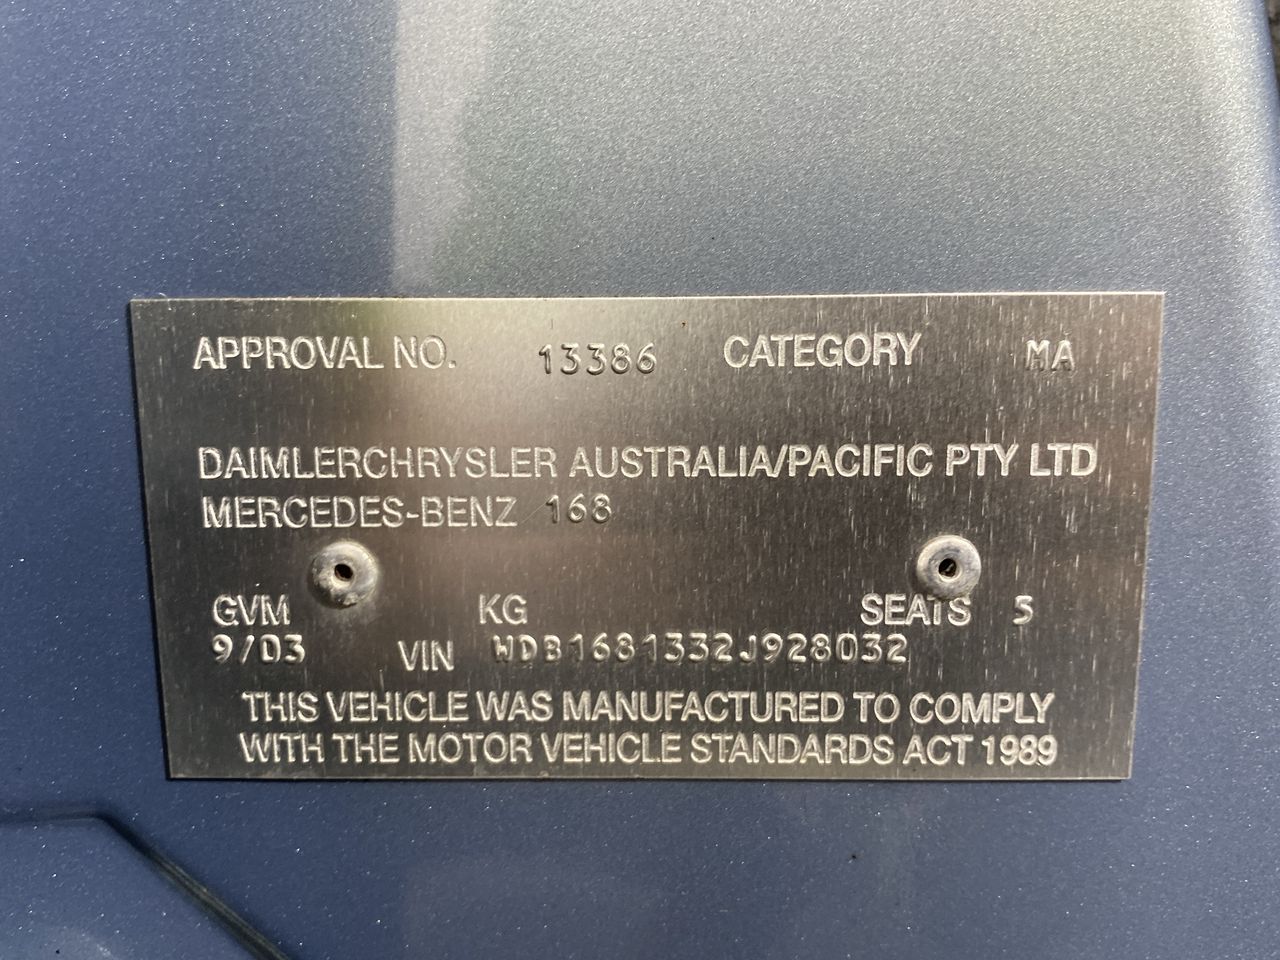 APPROVAL NO. 13386 CATEGORY MA
DAIMLERCHRYSLER AUSTRALIA/PACIFIC PTY LTD
MERCEDES-BENZ 168
GVM KG SEATS 5
9/03 VIN WDB1681332J928032
THIS VEHICLE WAS MANUFACTURED TO COMPLY
WITH THE MOTOR VEHICLE STANDARDS ACT 1989